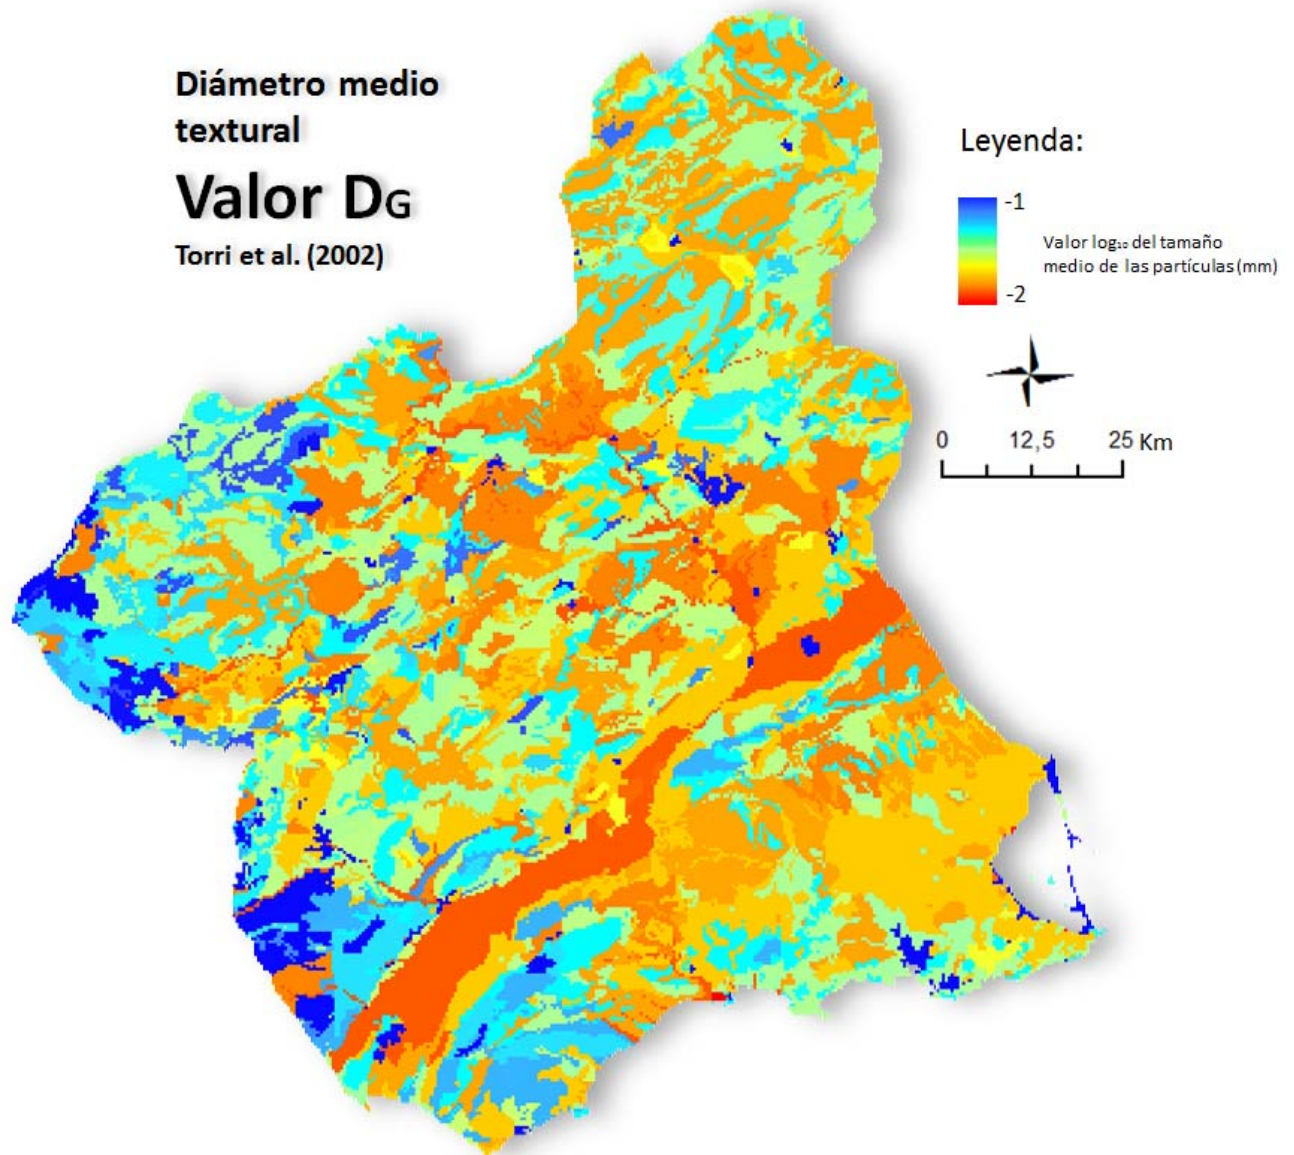 Diámetro medio
textural
Valor DG
Torri et al. (2002)
Leyenda:
-1
Valor log₁₀ del tamaño
medio de las partículas (mm)
-2
0 12,5 25 Km